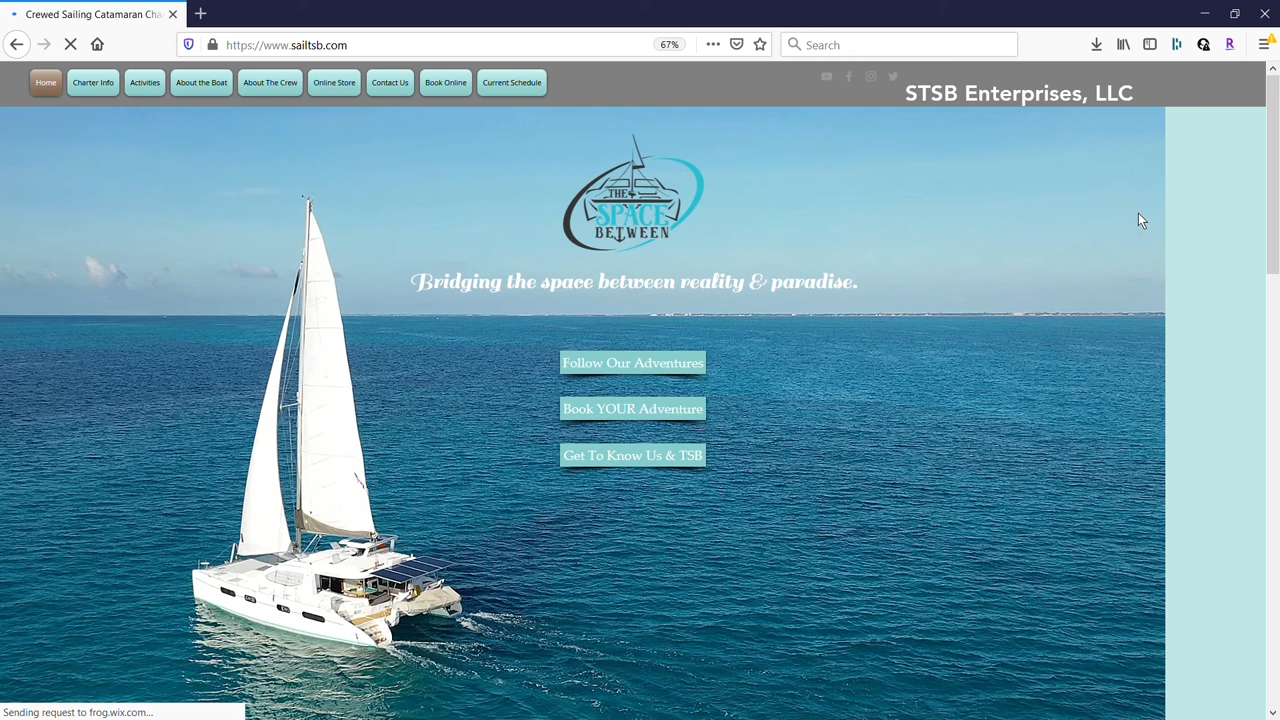 Crewed Sailing Catamaran Cha
https://www.sailtsb.com
67%
Search
R
Home
Charter Info
Activities
About the Boat
About The Crew
Online Store
Contact Us
Book Online
Current Schedule
STSB Enterprises, LLC
THE
SPACE
BETWEEN
Bridging the space between reality & paradise.
Follow Our Adventures
Book YOUR Adventure
Get To Know Us & TSB
Sending request to frog.wix.com...